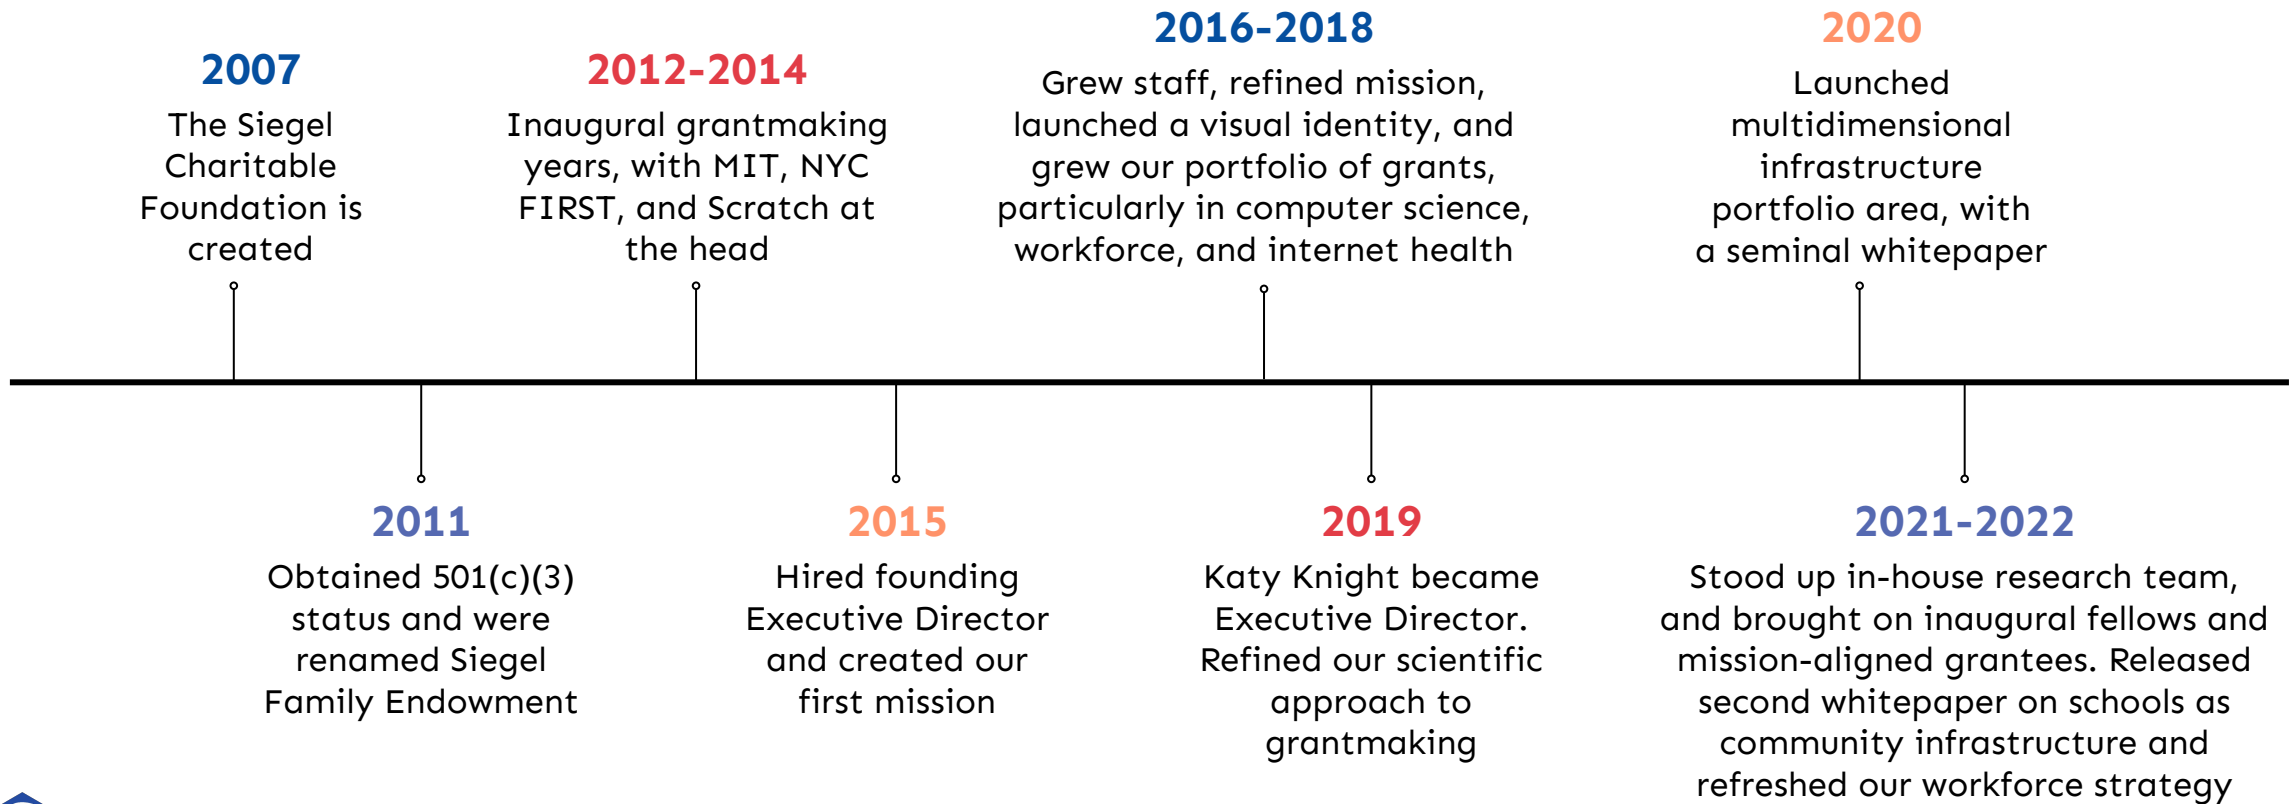 2007
The Siegel
Charitable
Foundation is
created
2011
Obtained 501(c)(3)
status and were
renamed Siegel
Family Endowment
2012-2014
Inaugural grantmaking
years, with MIT, NYC
FIRST, and Scratch at
the head
2015
Hired founding
Executive Director
and created our
first mission
2016-2018
Grew staff, refined mission,
launched a visual identity, and
grew our portfolio of grants,
particularly in computer science,
workforce, and internet health
2019
Katy Knight became
Executive Director.
Refined our scientific
approach to
grantmaking
2020
Launched
multidimensional
infrastructure
portfolio area, with
a seminal whitepaper
2021-2022
Stood up in-house research team,
and brought on inaugural fellows and
mission-aligned grantees. Released
second whitepaper on schools as
community infrastructure and
refreshed our workforce strategy